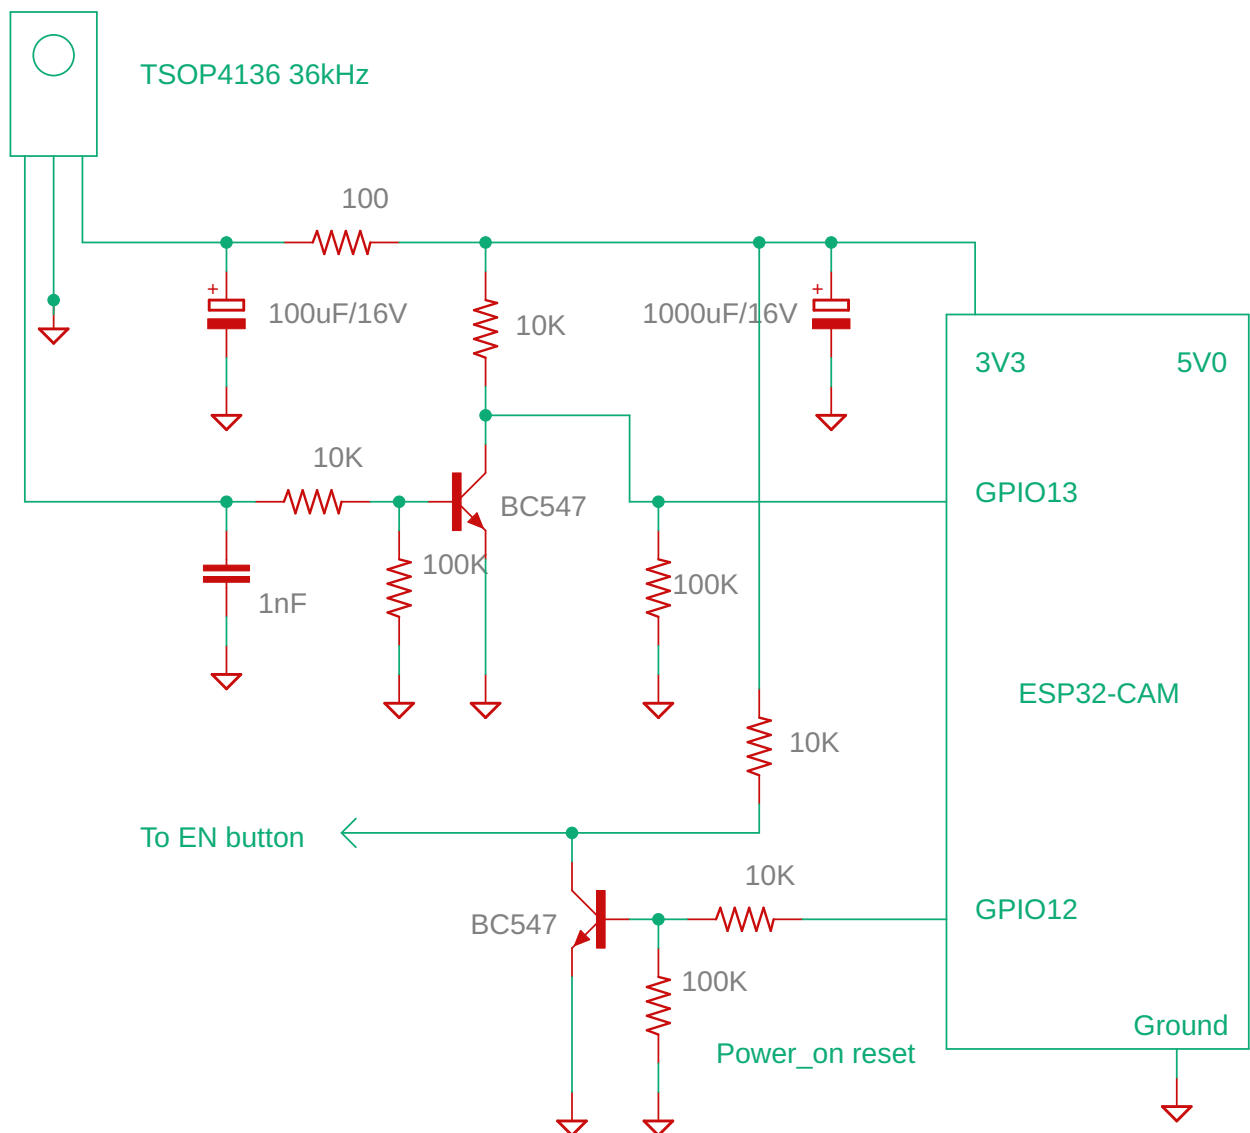 TSOP4136 36kHz
100
+
100uF/16V
10K
1000uF/16V
+
3V3
5V0
10K
BC547
GPIO13
100K
1nF
100K
ESP32-CAM
10K
To EN button
10K
BC547
GPIO12
100K
Power_on reset
Ground